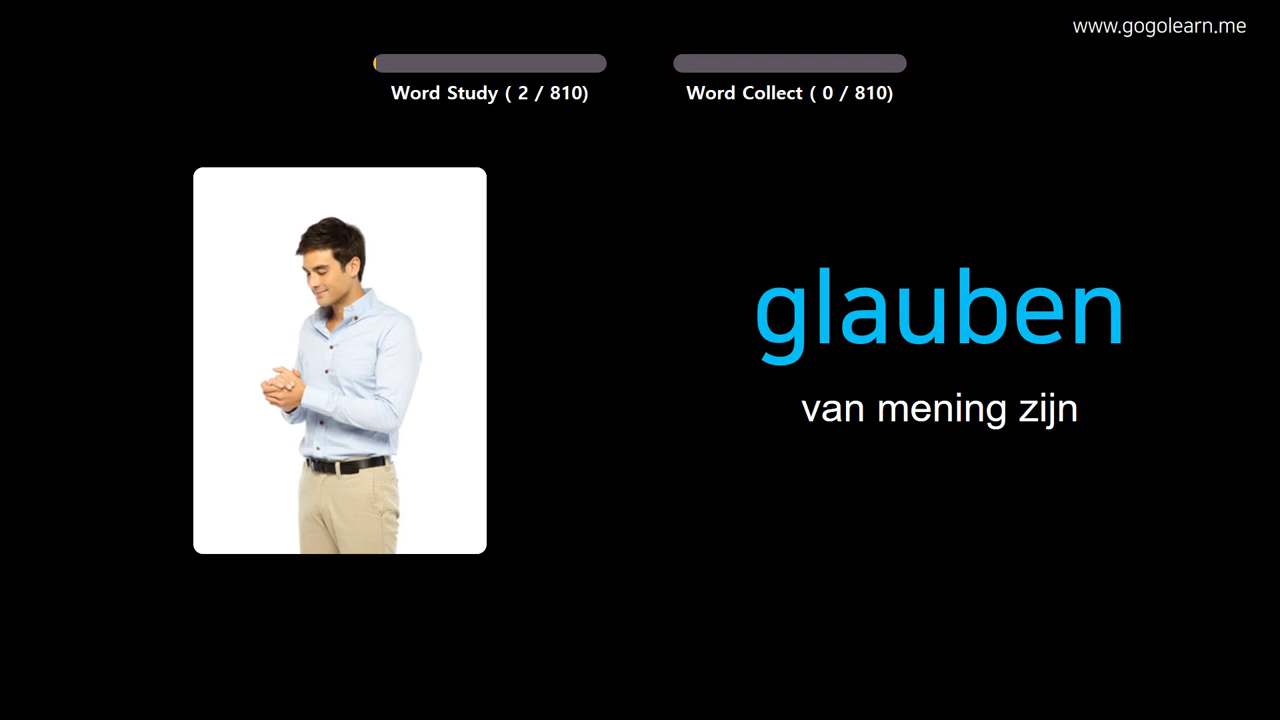 www.gogolearn.me
Word Study ( 2 / 810)
Word Collect ( 0 / 810)
glauben
van mening zijn